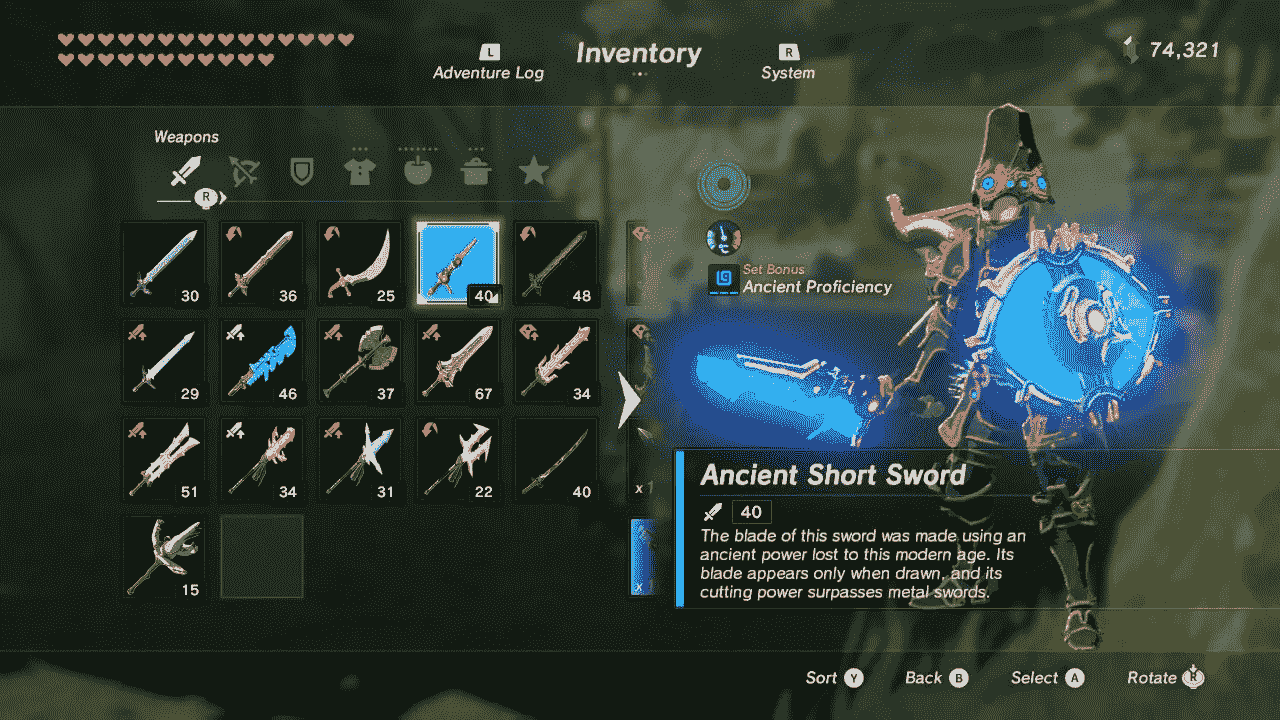 L
Adventure Log
Inventory
R
System
74,321
Weapons
R
30
36
25
40
48
29
46
37
67
34
51
34
31
22
40
x 1
15
x
Set Bonus
Ancient Proficiency
Ancient Short Sword
40
The blade of this sword was made using an
ancient power lost to this modern age. Its
blade appears only when drawn, and its
cutting power surpasses metal swords.
Sort Y
Back B
Select A
Rotate R